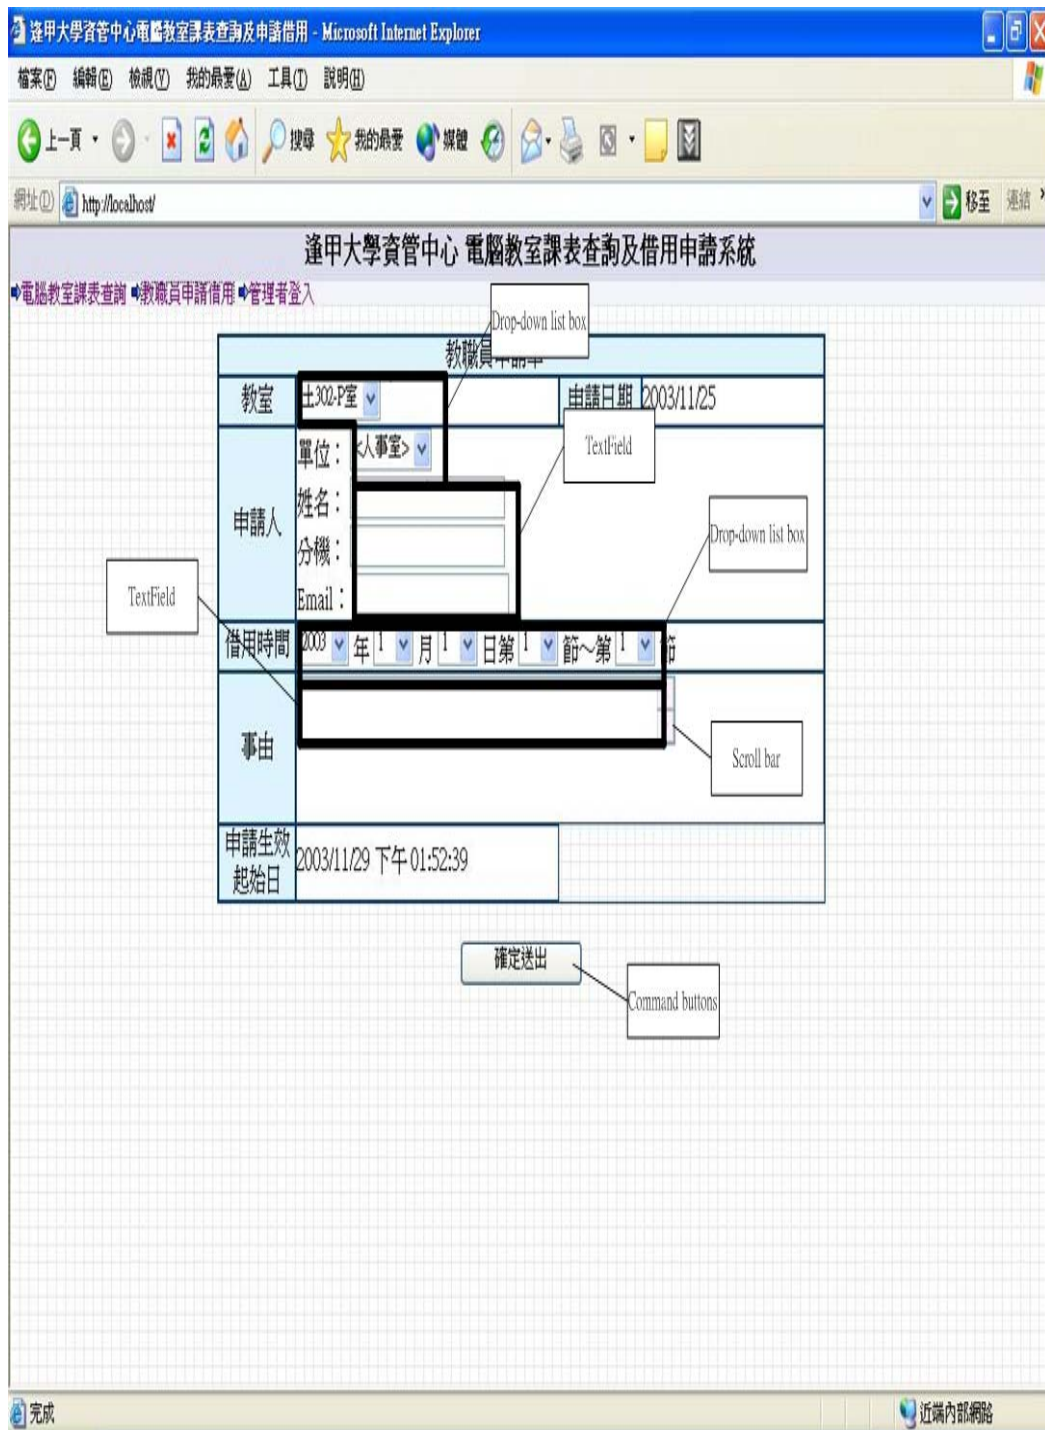 逢甲大學資管中心電腦教室課表查詢及申請借用 - Microsoft Internet Explorer
檔案(F) 編輯(E) 檢視(V) 我的最愛(A) 工具(T) 說明(H)
上一頁 搜尋 我的最愛 媒體
網址(D) http://localhost/ 移至 連結
逢甲大學資管中心 電腦教室課表查詢及借用申請系統
電腦教室課表查詢 教職員申請借用 管理者登入
Drop-down list box
教職員申請單
教室 土302-P室 申請日期 2003/11/25
TextField
單位： <人事室>
姓名：
申請人
Drop-down list box
分機：
TextField
Email：
借用時間 2003 年 1 月 1 日第 1 節～第 1 節
事由
Scroll bar
申請生效
起始日
2003/11/29 下午 01:52:39
確定送出
Command buttons
完成 近端內部網路